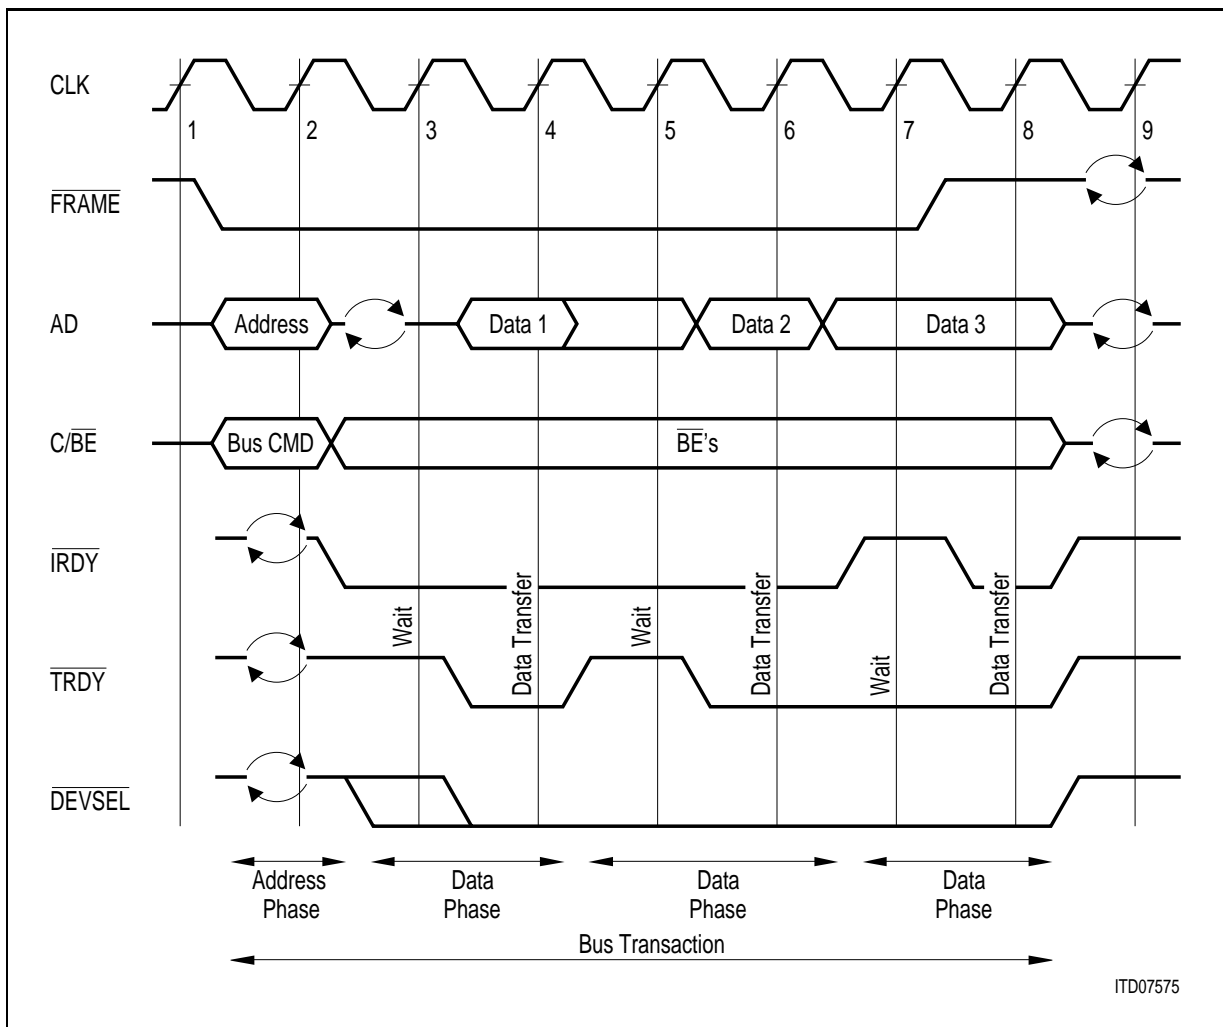 CLK
1 2 3 4 5 6 7 8 9
FRAME
AD
Address
Data 1
Data 2
Data 3
C/BE
Bus CMD
BE's
IRDY
Wait
Data Transfer
Wait
Data Transfer
Wait
Data Transfer
TRDY
DEVSEL
Address
Phase
Data
Phase
Data
Phase
Data
Phase
Bus Transaction
ITD07575